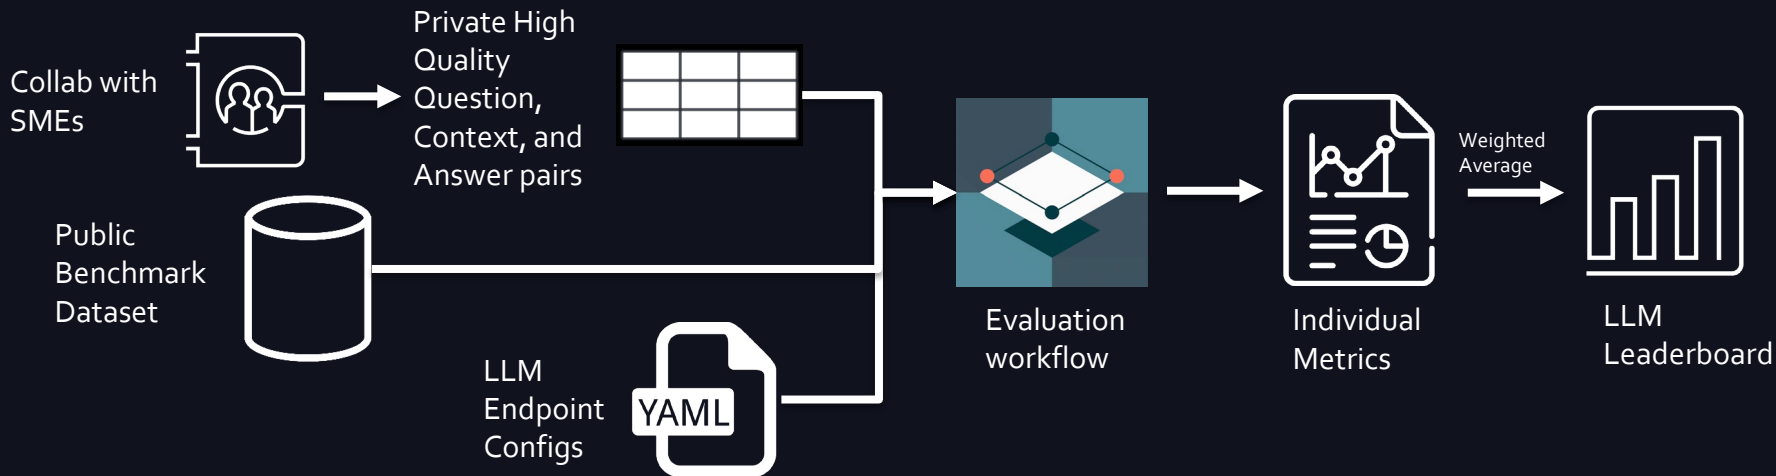 Collab with
SMEs
Private High
Quality
Question,
Context, and
Answer pairs
Public
Benchmark
Dataset
LLM
Endpoint
Configs
YAML
Evaluation
workflow
Individual
Metrics
Weighted
Average
LLM
Leaderboard